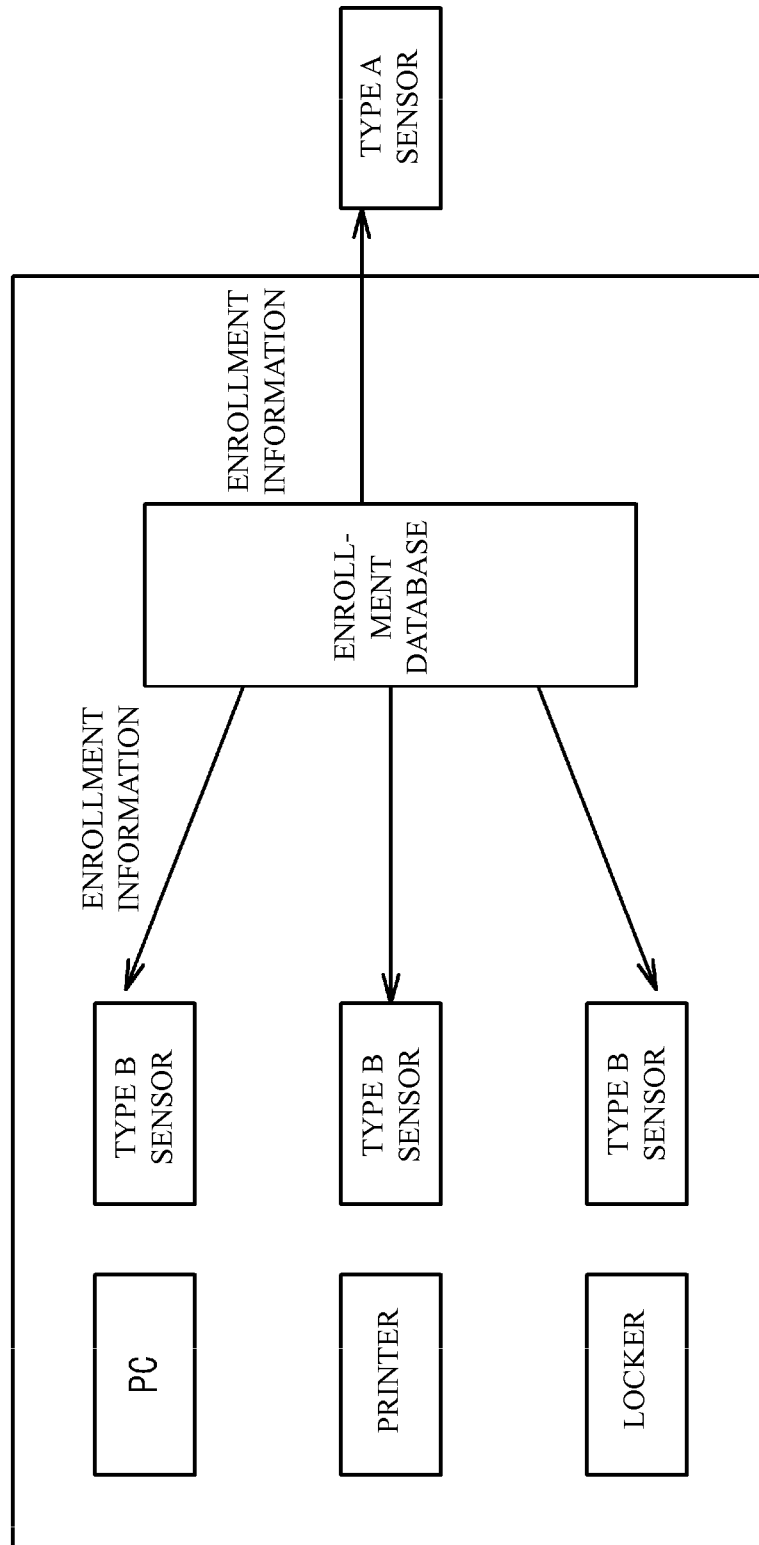 TYPE A
SENSOR
ENROLLMENT
INFORMATION
ENROLL-
MENT
DATABASE
ENROLLMENT
INFORMATION
TYPE B
SENSOR
TYPE B
SENSOR
TYPE B
SENSOR
PC
PRINTER
LOCKER